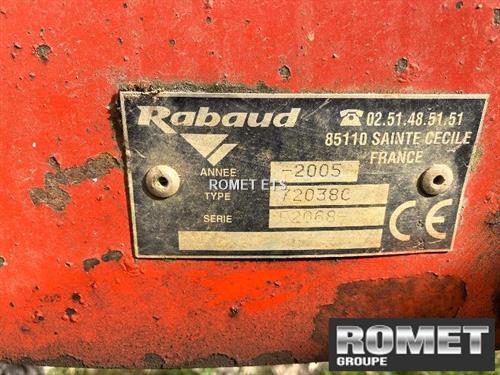 Rabaud
☎ 02.51.48.51.51
85110 SAINTE CECILE
FRANCE
ANNEE -2005-
ROMET ETS
TYPE 72038C
SERIE
CE
ROMET
GROUPE